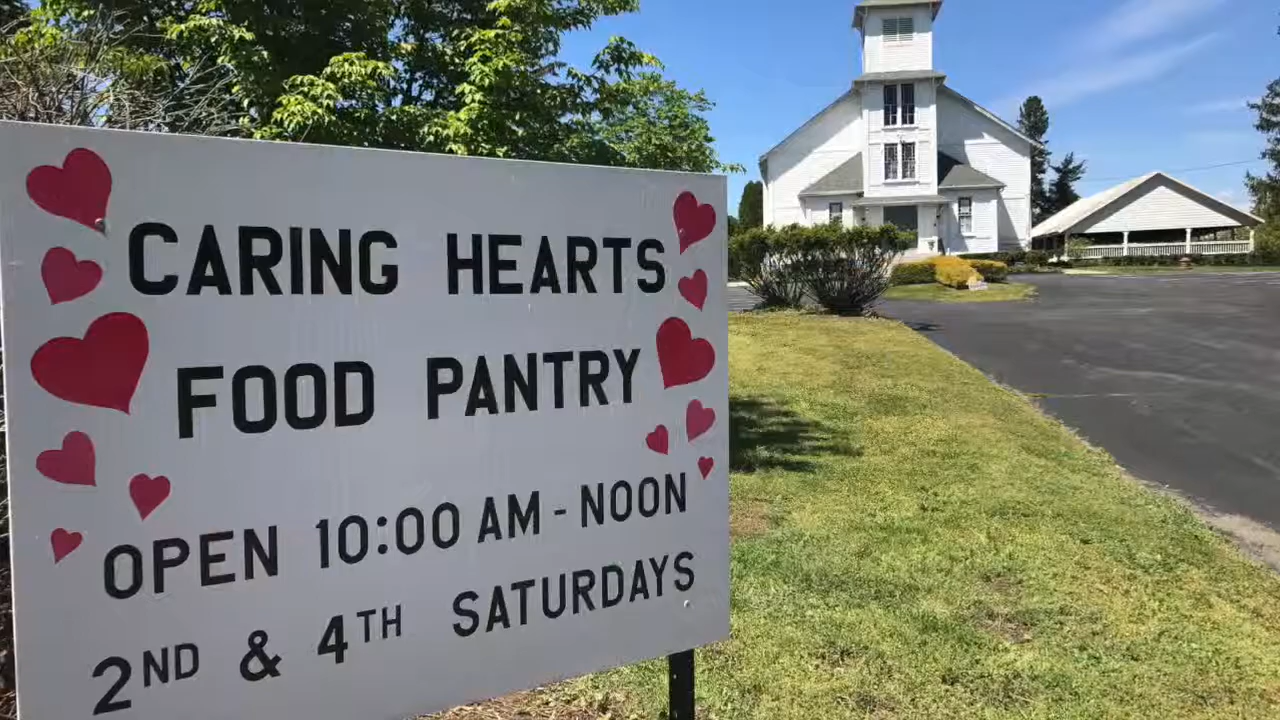 CARING HEARTS
FOOD PANTRY
OPEN 10:00 AM - NOON
2ND & 4TH SATURDAYS